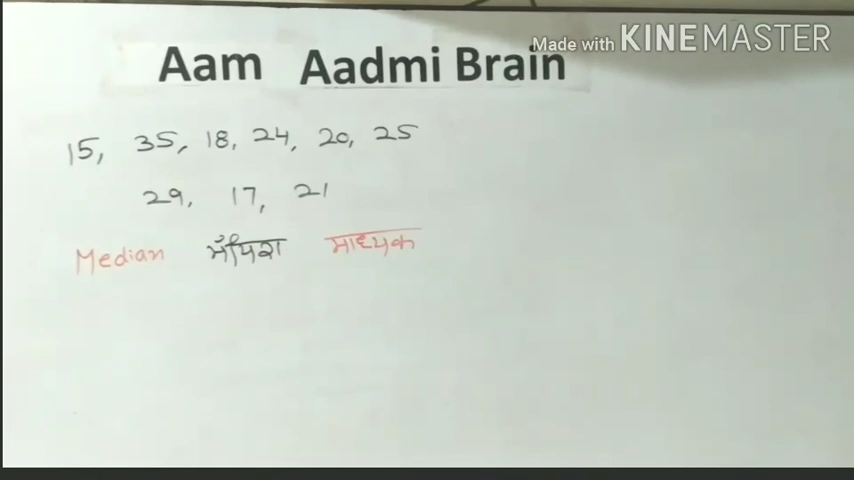 Made with KINEMASTER
Aam Aadmi Brain
15, 35, 18, 24, 20, 25
29, 17, 21
Median माध्यक